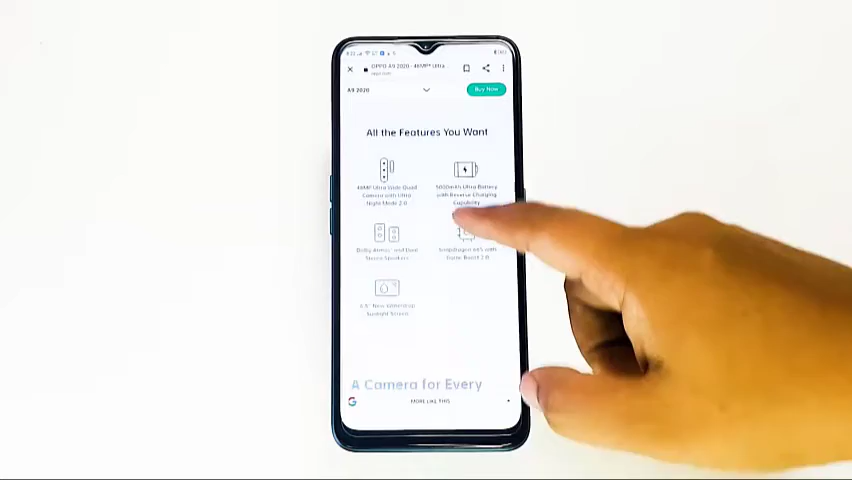 OPPO A9 2020 - 48MP* Ultra
A9 2020
Buy Now
All the Features You Want
48MP Ultra Wide Quad
Camera with Ultra
Night Mode 2.0
5000mAh Ultra Battery
with Reverse Charging
Capability
Dolby Atmos® and Dual
Stereo Speakers
Snapdragon 665 with
Game Boost 2.0
6.5" New Waterdrop
Sunlight Screen
A Camera for Every
MORE LIKE THIS